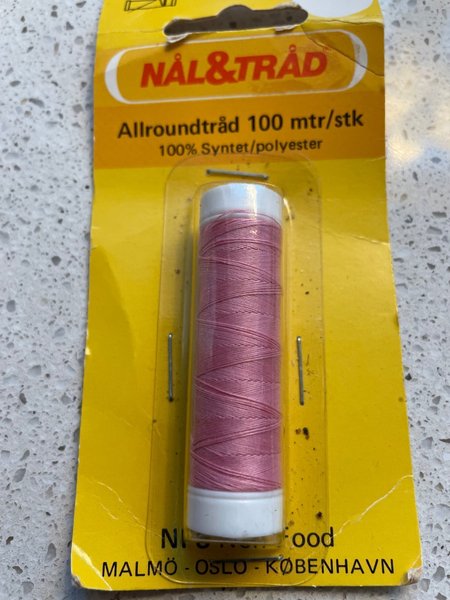 NÅL&TRÅD
Allroundtråd 100 mtr/stk
100% Syntet/polyester
MALMÖ - OSLO - KØBENHAVN